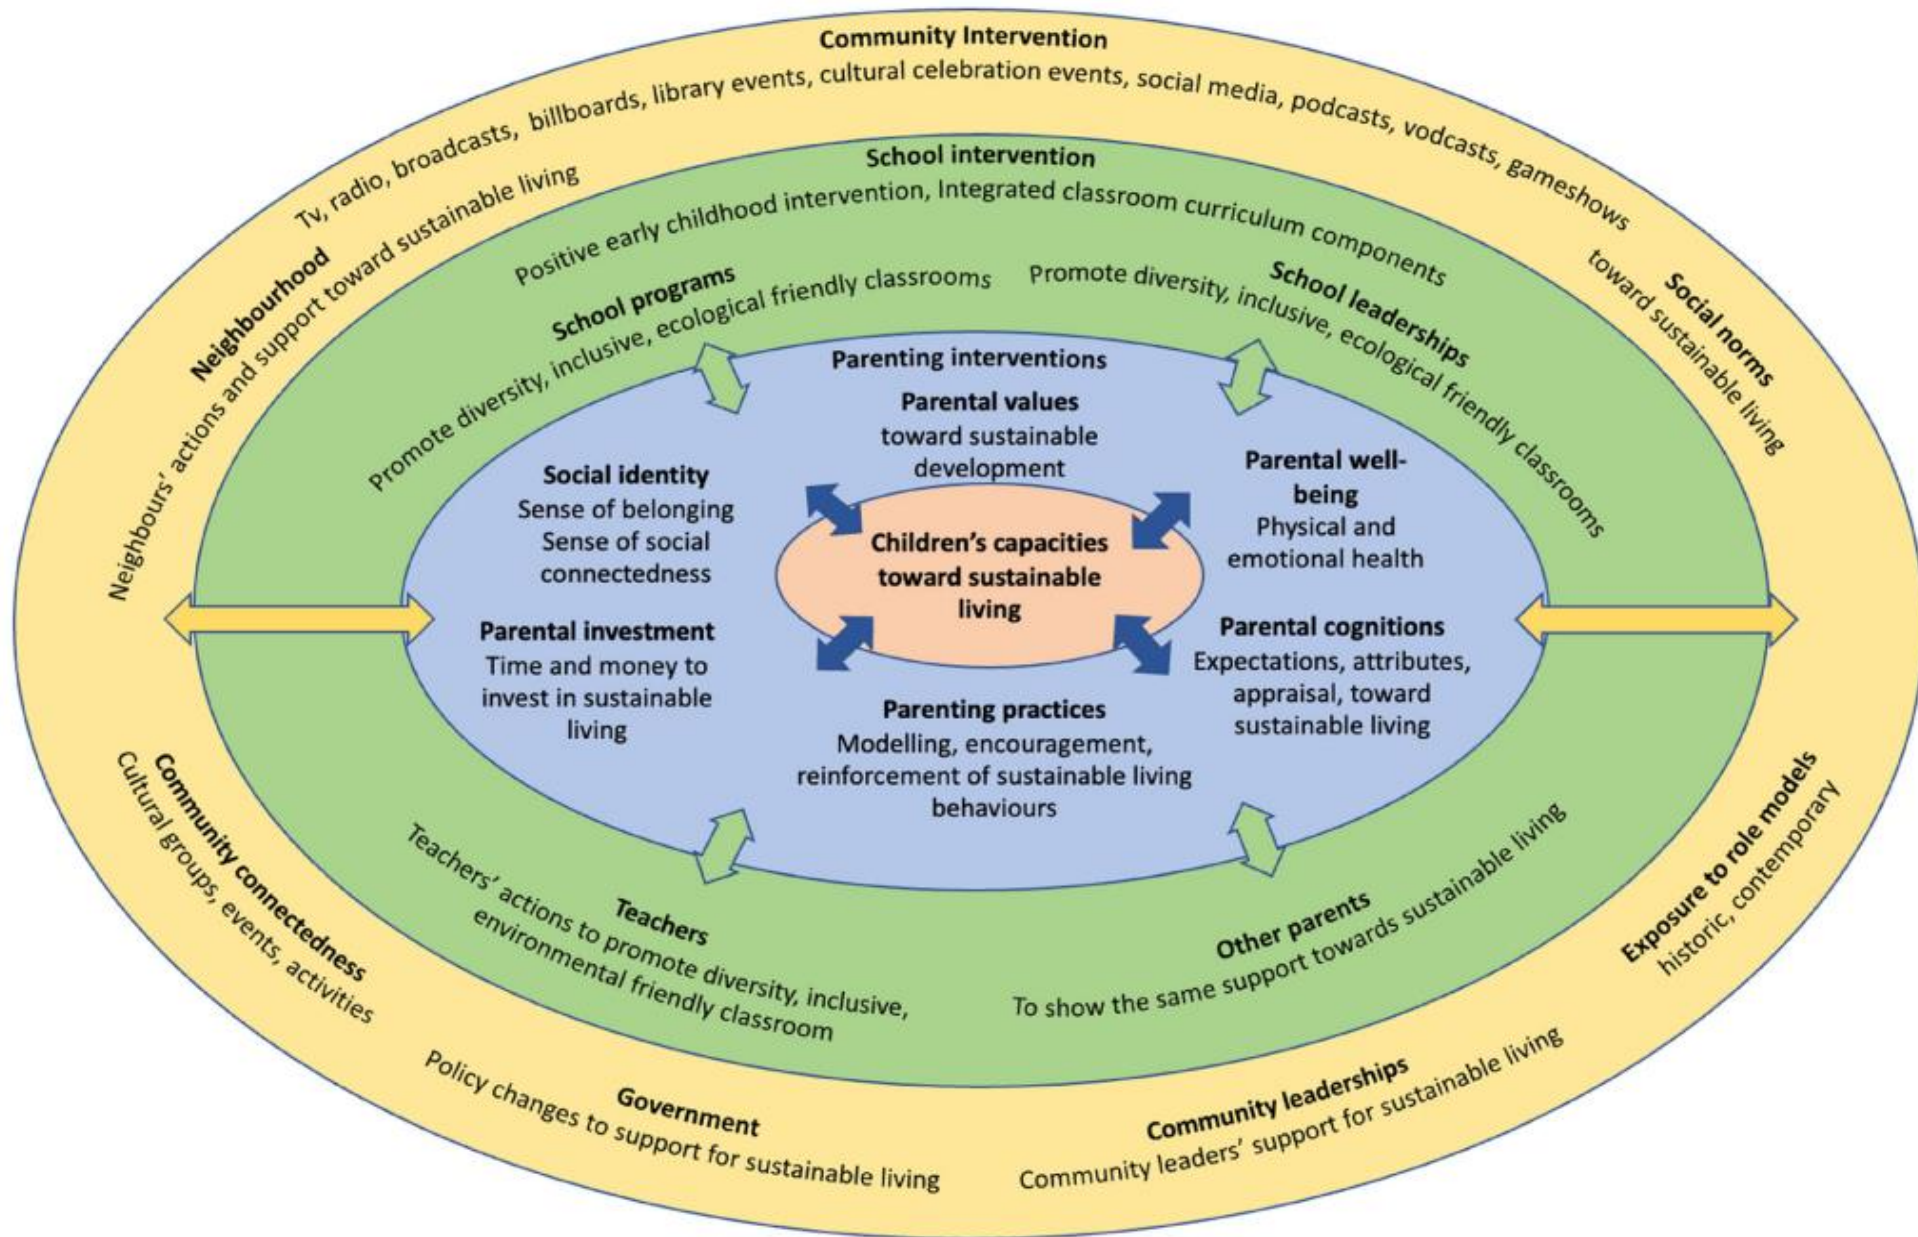 Community Intervention
Tv, radio, broadcasts, billboards, library events, cultural celebration events, social media, podcasts, vodcasts, gameshows
Neighbourhood
Neighbours' actions and support toward sustainable living
Social norms
toward sustainable living
School intervention
Positive early childhood intervention, Integrated classroom curriculum components
School programs
Promote diversity, inclusive, ecological friendly classrooms
School leaderships
Promote diversity, inclusive, ecological friendly classrooms
Parenting interventions
Parental values
toward sustainable
development
Social identity
Sense of belonging
Sense of social
connectedness
Parental well-
being
Physical and
emotional health
Children's capacities
toward sustainable
living
Parental investment
Time and money to
invest in sustainable
living
Parental cognitions
Expectations, attributes,
appraisal, toward
sustainable living
Parenting practices
Modelling, encouragement,
reinforcement of sustainable living
behaviours
Teachers
Teachers' actions to promote diversity, inclusive,
environmental friendly classroom
Other parents
To show the same support towards sustainable living
Community connectedness
Cultural groups, events, activities
Exposure to role models
historic, contemporary
Government
Policy changes to support for sustainable living
Community leaderships
Community leaders' support for sustainable living